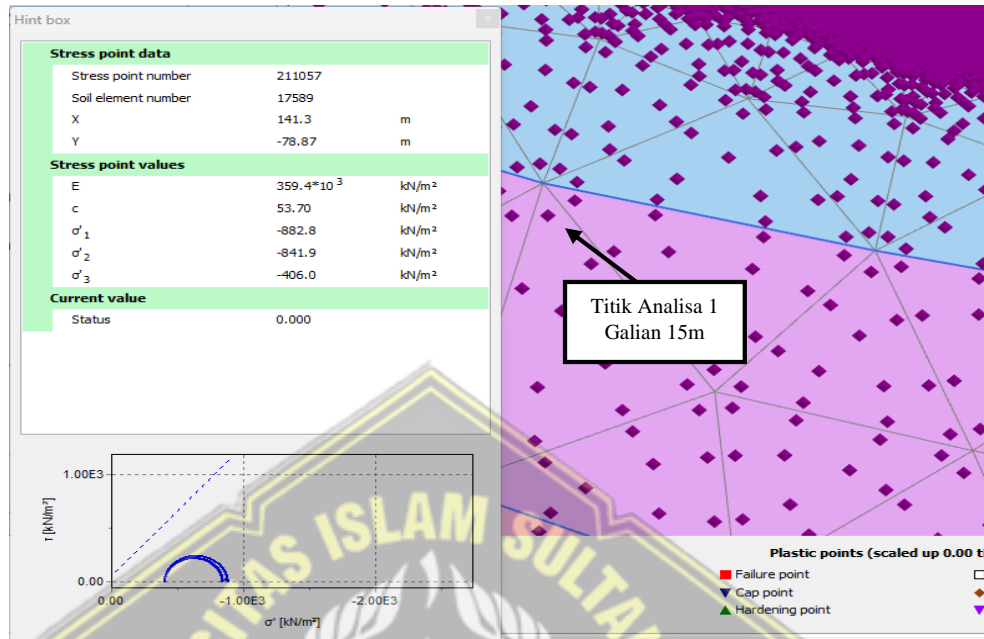 Hint box
x
Stress point data
Stress point number 211057
Soil element number 17589
X 141.3 m
Y -78.87 m
Stress point values
E 359.4*10³ kN/m²
c 53.70 kN/m²
σ'₁ -882.8 kN/m²
σ'₂ -841.9 kN/m²
σ'₃ -406.0 kN/m²
Current value
Status 0.000
Titik Analisa 1
Galian 15m
1.00E3
τ [kN/m²]
0.00
0.00 -1.00E3 -2.00E3
σ' [kN/m²]
ISLAM SULTA
Plastic points (scaled up 0.00 ti
Failure point
Cap point
Hardening point